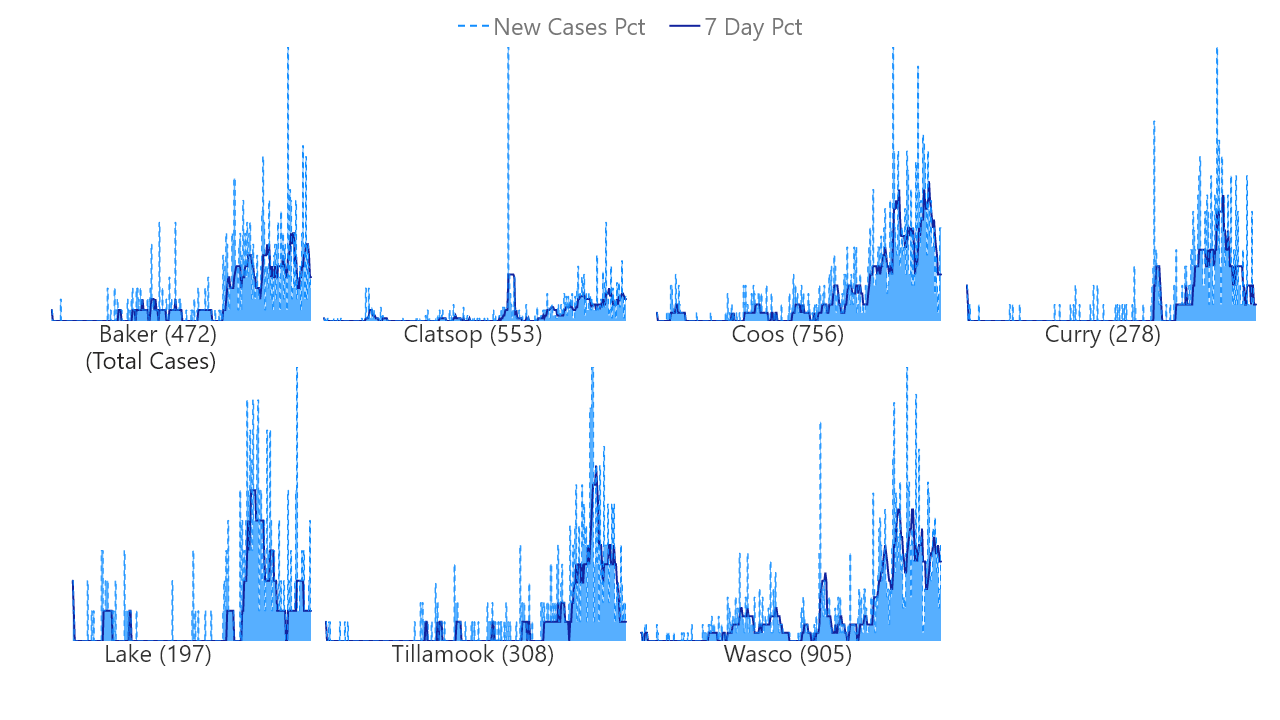 New Cases Pct 7 Day Pct
Baker (472) Clatsop (553) Coos (756) Curry (278)
(Total Cases)
Lake (197) Tillamook (308) Wasco (905)